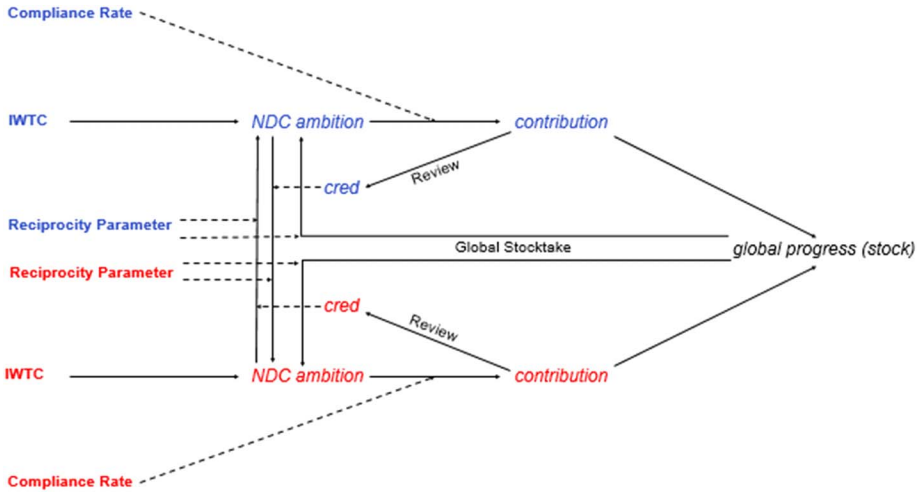 Compliance Rate
IWTC
NDC ambition
contribution
Review
cred
Reciprocity Parameter
Global Stocktake
global progress (stock)
Reciprocity Parameter
cred
Review
IWTC
NDC ambition
contribution
Compliance Rate